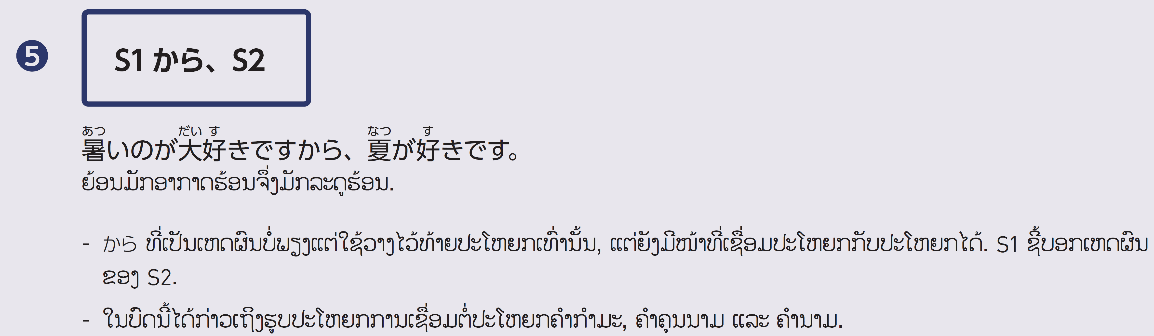 5
S1 から、S2
あつ だい す なつ す
暑いのが大好きですから、夏が好きです。
ຍ້ອນມັກອາກາດຮ້ອນຈຶ່ງມັກລະດູຮ້ອນ.
- から ທີ່ເປັນເຫດຜົນບໍ່ພຽງແຕ່ໃຊ້ວາງໄວ້ທ້າຍປະໂຫຍກເທົ່ານັ້ນ, ແຕ່ຍັງມີໜ້າທີ່ເຊື່ອມປະໂຫຍກກັບປະໂຫຍກໄດ້. S1 ຊີ້ບອກເຫດຜົນ
ຂອງ S2.
- ໃນບົດນີ້ໄດ້ກ່າວເຖິງຮູບປະໂຫຍກການເຊື່ອມຕໍ່ປະໂຫຍກຄໍາກໍາມະ, ຄໍາຄຸນນາມ ແລະ ຄໍານາມ.